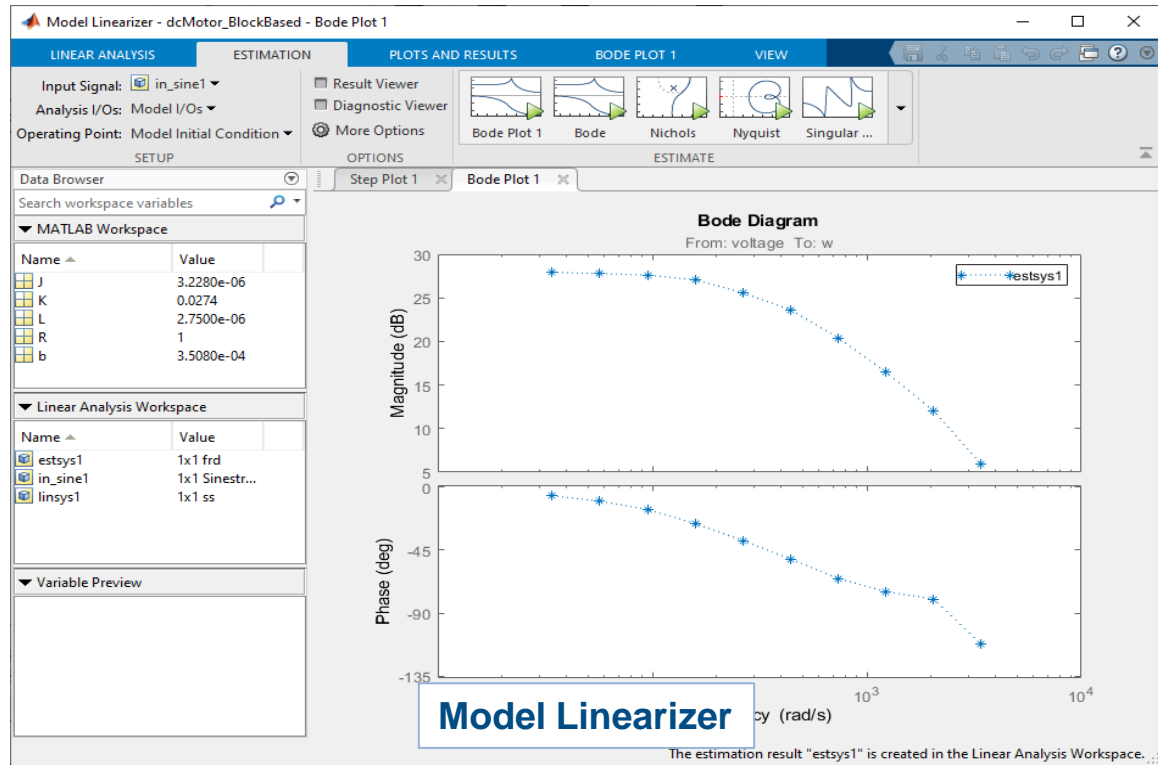 Model Linearizer - dcMotor_BlockBased - Bode Plot 1
LINEAR ANALYSIS ESTIMATION PLOTS AND RESULTS BODE PLOT 1 VIEW
Input Signal: in_sine1
Analysis I/Os: Model I/Os
Operating Point: Model Initial Condition
SETUP
Result Viewer
Diagnostic Viewer
More Options
OPTIONS
Bode Plot 1 Bode Nichols Nyquist Singular ...
ESTIMATE
Data Browser
Search workspace variables
MATLAB Workspace
Name Value
J 3.2280e-06
K 0.0274
L 2.7500e-06
R 1
b 3.5080e-04
Linear Analysis Workspace
Name Value
estsys1 1x1 frd
in_sine1 1x1 Sinestr...
linsys1 1x1 ss
Variable Preview
Step Plot 1 Bode Plot 1
Bode Diagram
From: voltage To: w
estsys1
Magnitude (dB)
30
25
20
15
10
5
Phase (deg)
0
-45
-90
-135
10^3 10^4
cy (rad/s)
Model Linearizer
The estimation result "estsys1" is created in the Linear Analysis Workspace.